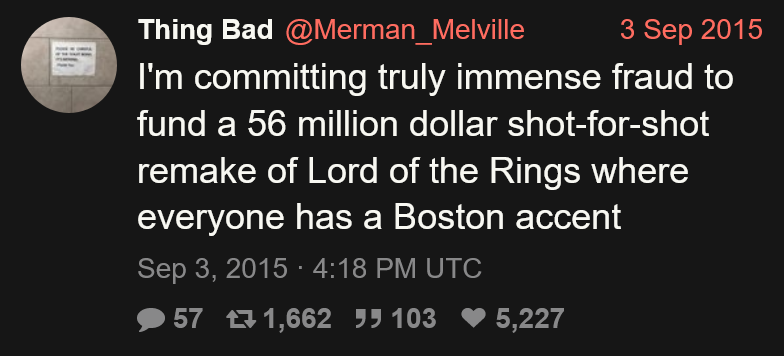 Thing Bad @Merman_Melville 3 Sep 2015
I'm committing truly immense fraud to
fund a 56 million dollar shot-for-shot
remake of Lord of the Rings where
everyone has a Boston accent
Sep 3, 2015 · 4:18 PM UTC
57 1,662 103 5,227